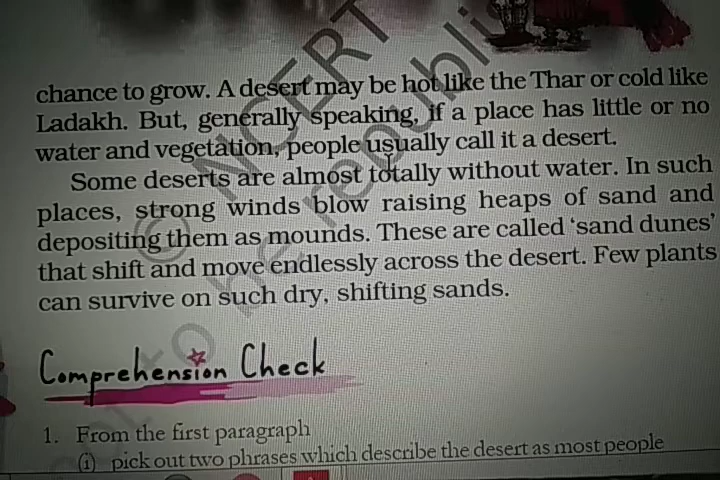 chance to grow. A desert may be hot like the Thar or cold like
Ladakh. But, generally speaking, if a place has little or no
water and vegetation, people usually call it a desert.
Some deserts are almost totally without water. In such
places, strong winds blow raising heaps of sand and
depositing them as mounds. These are called ‘sand dunes’
that shift and move endlessly across the desert. Few plants
can survive on such dry, shifting sands.
Comprehension Check
1. From the first paragraph
(i) pick out two phrases which describe the desert as most people
© NCERT
to be republi